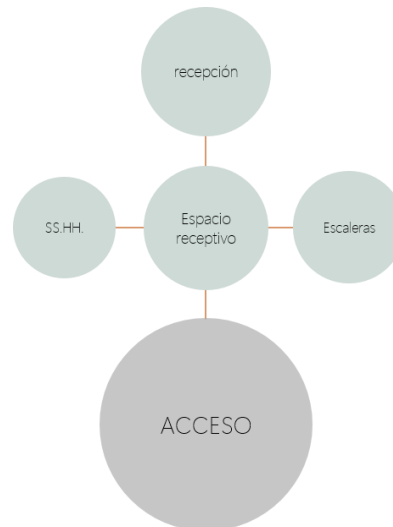 recepción
SS.HH.
Espacio
receptivo
Escaleras
ACCESO